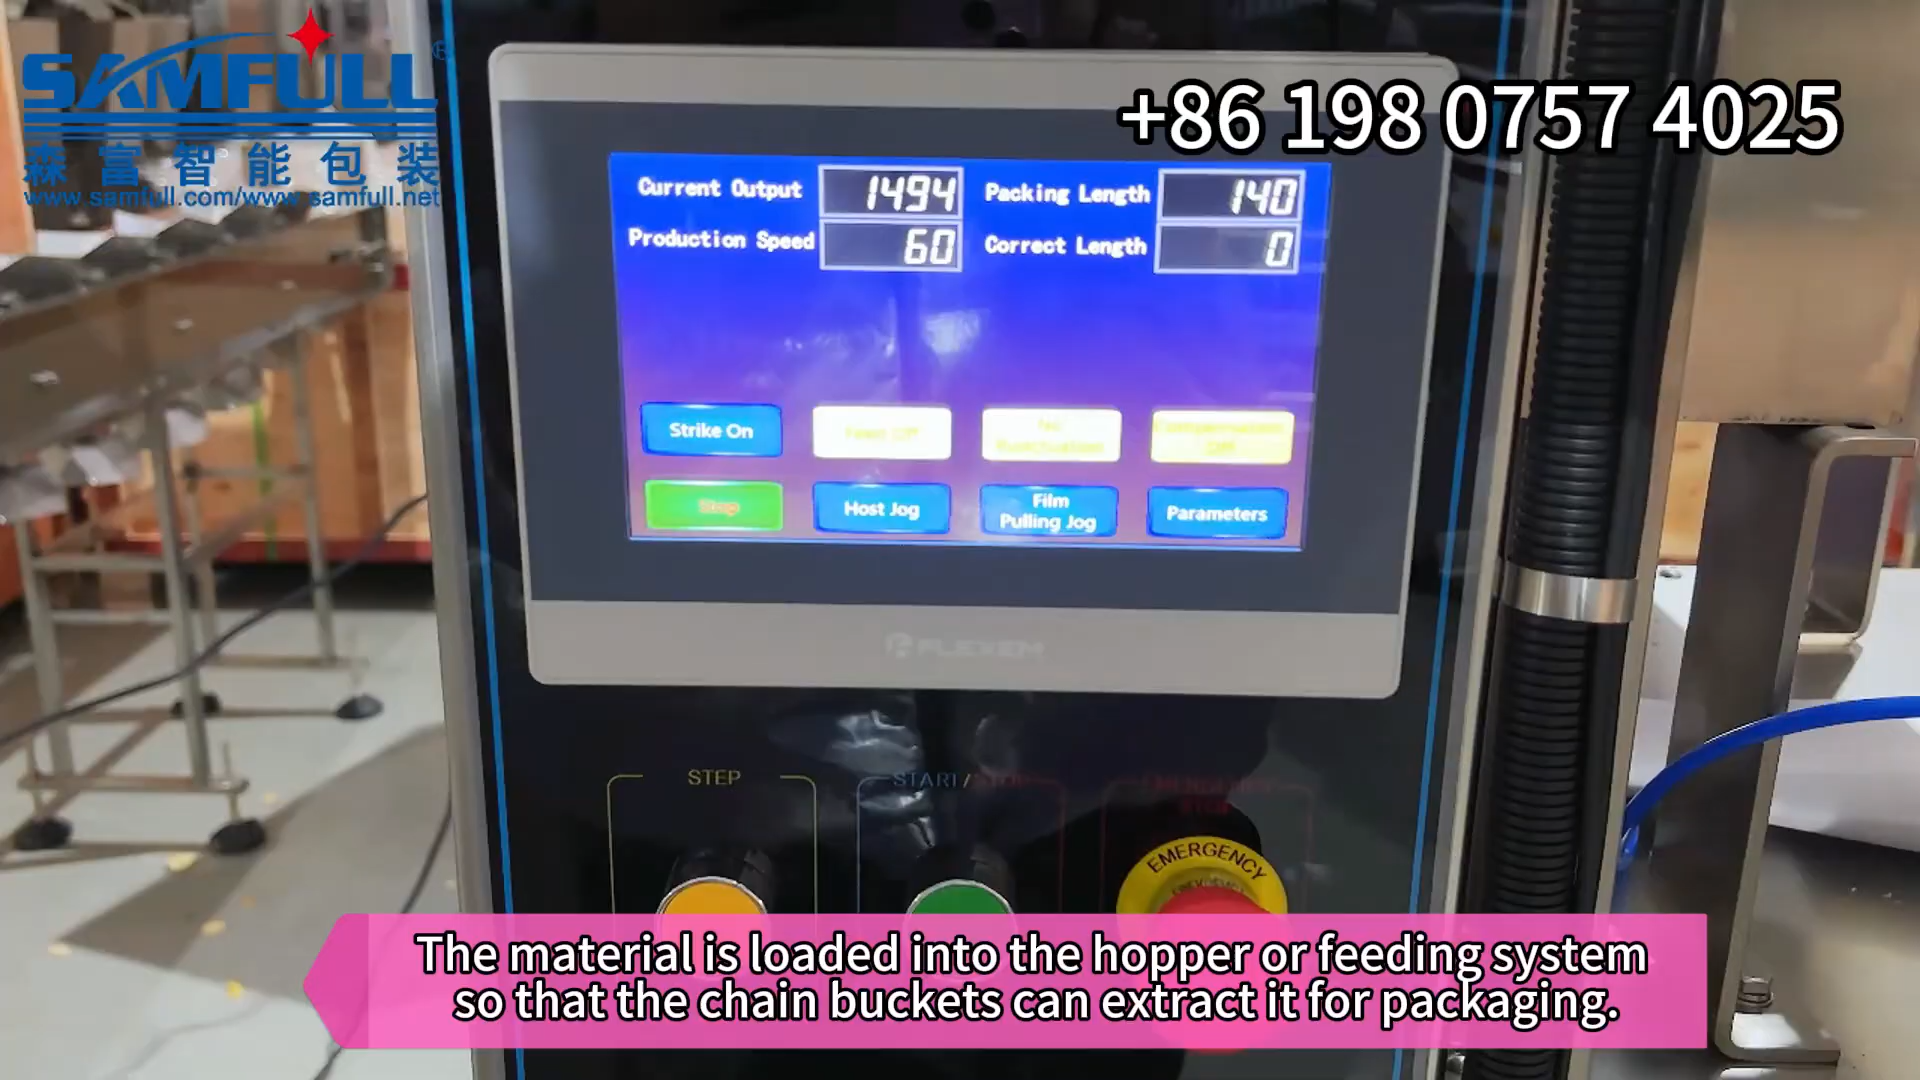 SAMFULL®
森富智能包装
www.samfull.com/www.samfull.net
+86 198 0757 4025
Current Output 1494 Packing Length 140
Production Speed 60 Correct Length 0
Strike On
Stop Host Jog Film Pulling Jog Parameters
FLEXEM
STEP START/STOP
EMERGENCY
The material is loaded into the hopper or feeding system
so that the chain buckets can extract it for packaging.